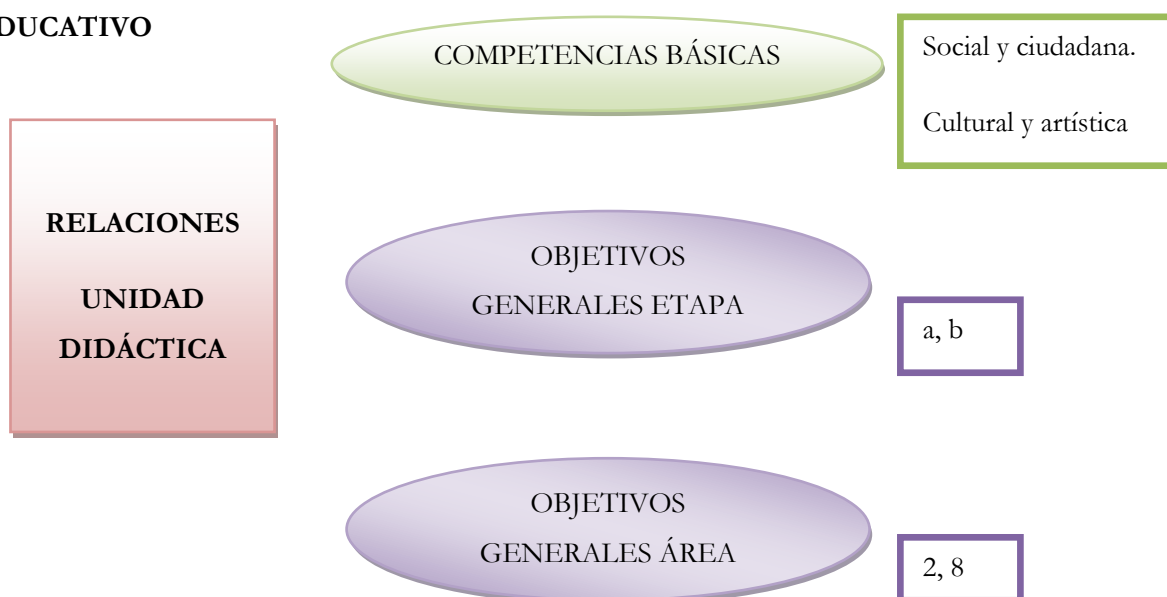 DUCATIVO
COMPETENCIAS BÁSICAS
Social y ciudadana.
Cultural y artística
RELACIONES
UNIDAD
DIDÁCTICA
OBJETIVOS
GENERALES ETAPA
a, b
OBJETIVOS
GENERALES ÁREA
2, 8